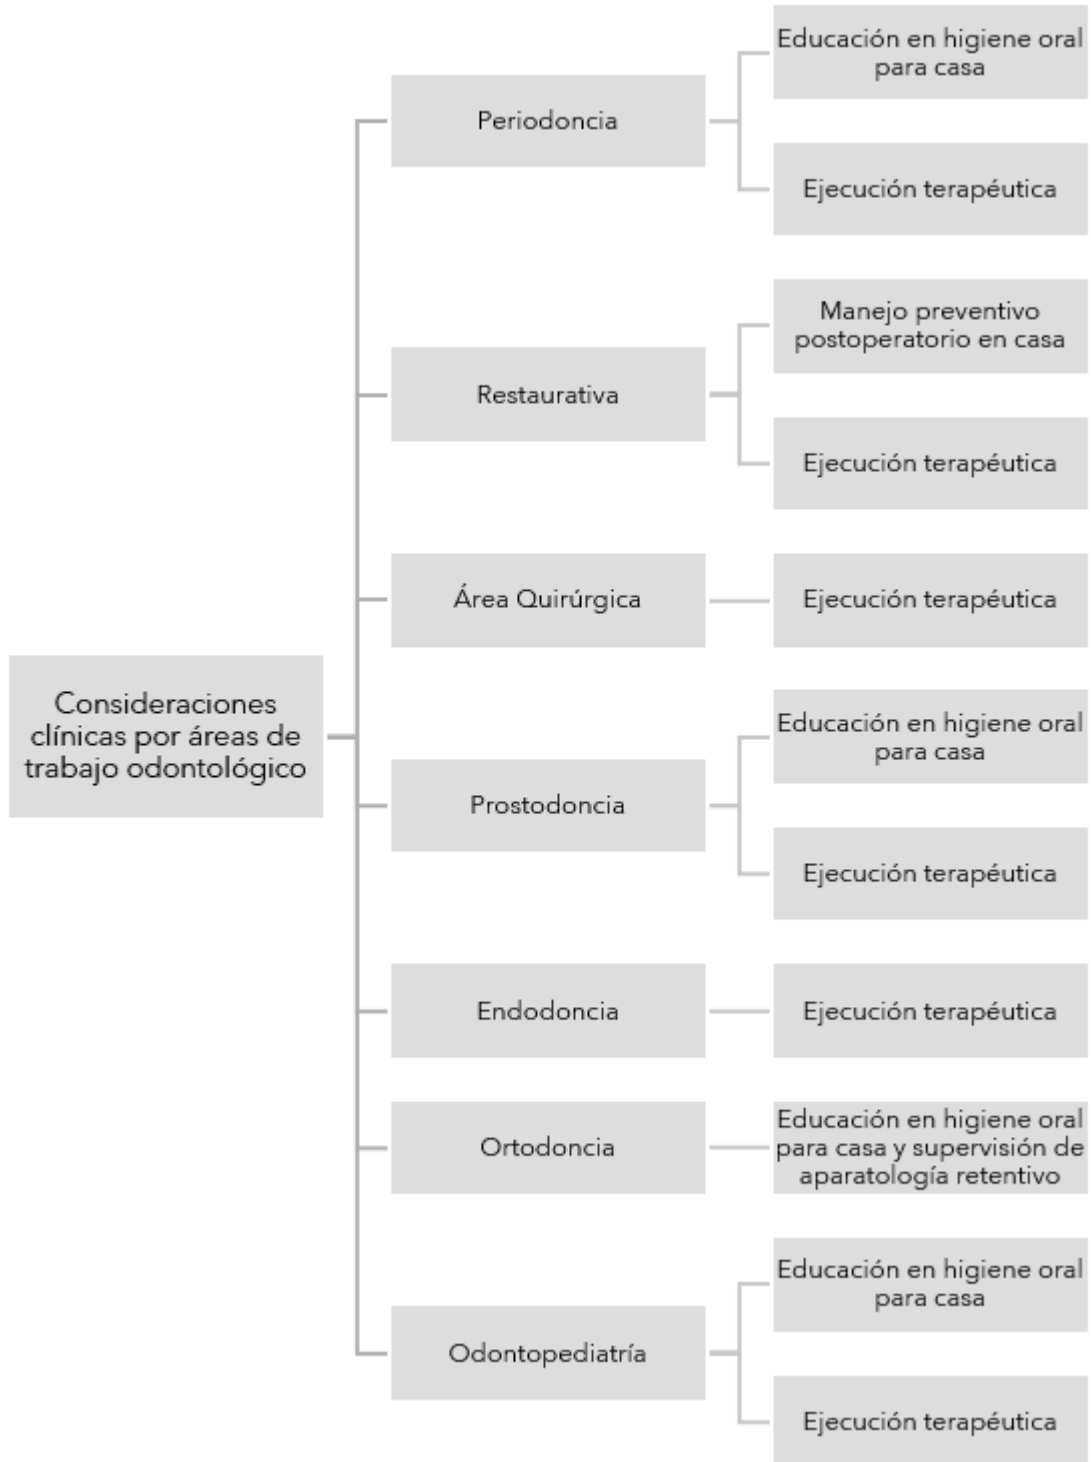 Consideraciones
clínicas por áreas de
trabajo odontológico
Periodoncia
Educación en higiene oral
para casa
Ejecución terapéutica
Restaurativa
Manejo preventivo
postoperatorio en casa
Ejecución terapéutica
Área Quirúrgica
Ejecución terapéutica
Prostodoncia
Educación en higiene oral
para casa
Ejecución terapéutica
Endodoncia
Ejecución terapéutica
Ortodoncia
Educación en higiene oral
para casa y supervisión de
aparatología retentivo
Odontopediatría
Educación en higiene oral
para casa
Ejecución terapéutica